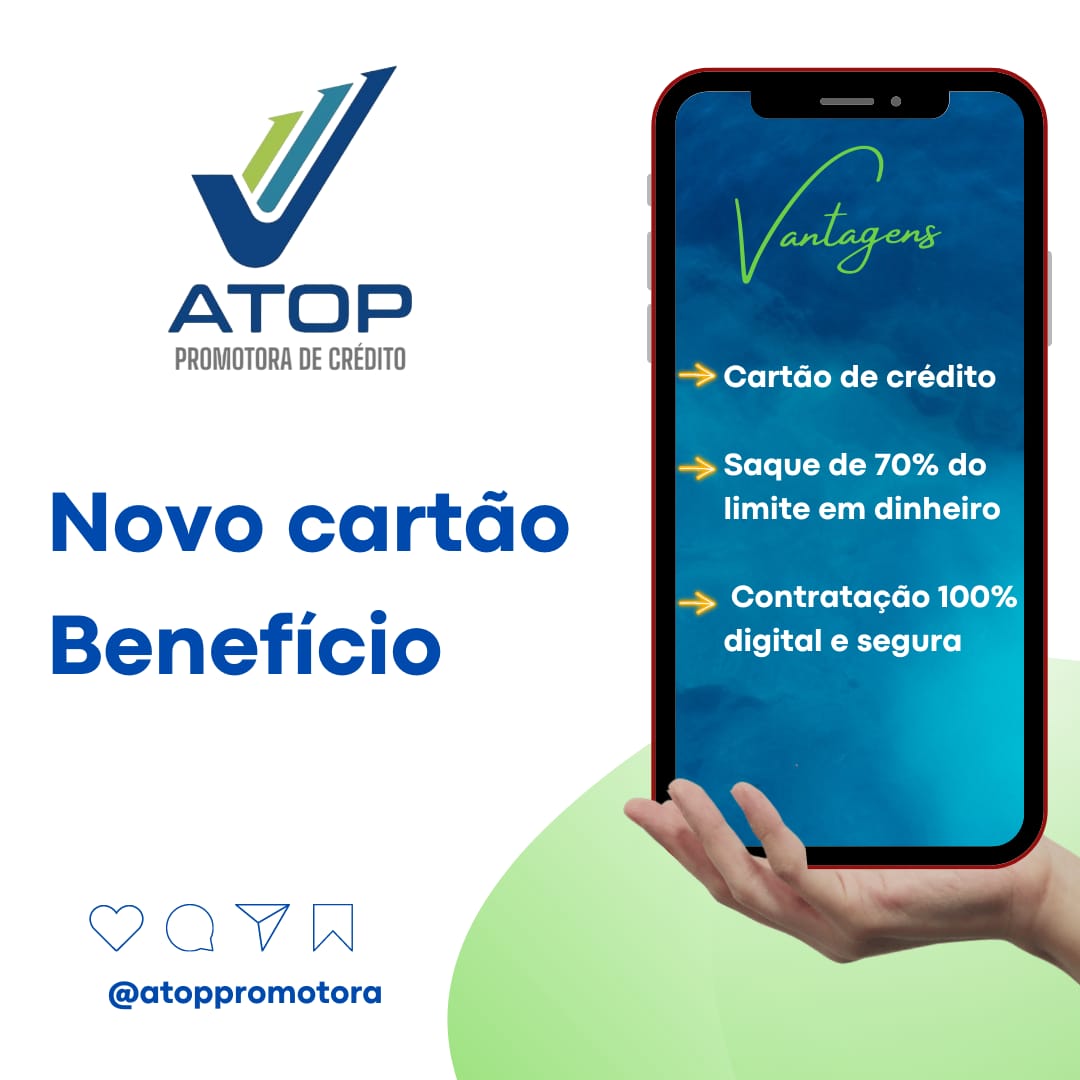 ATOP
PROMOTORA DE CRÉDITO
Novo cartão
Benefício
@atoppromotora
Vantagens
Cartão de crédito
Saque de 70% do
limite em dinheiro
Contratação 100%
digital e segura